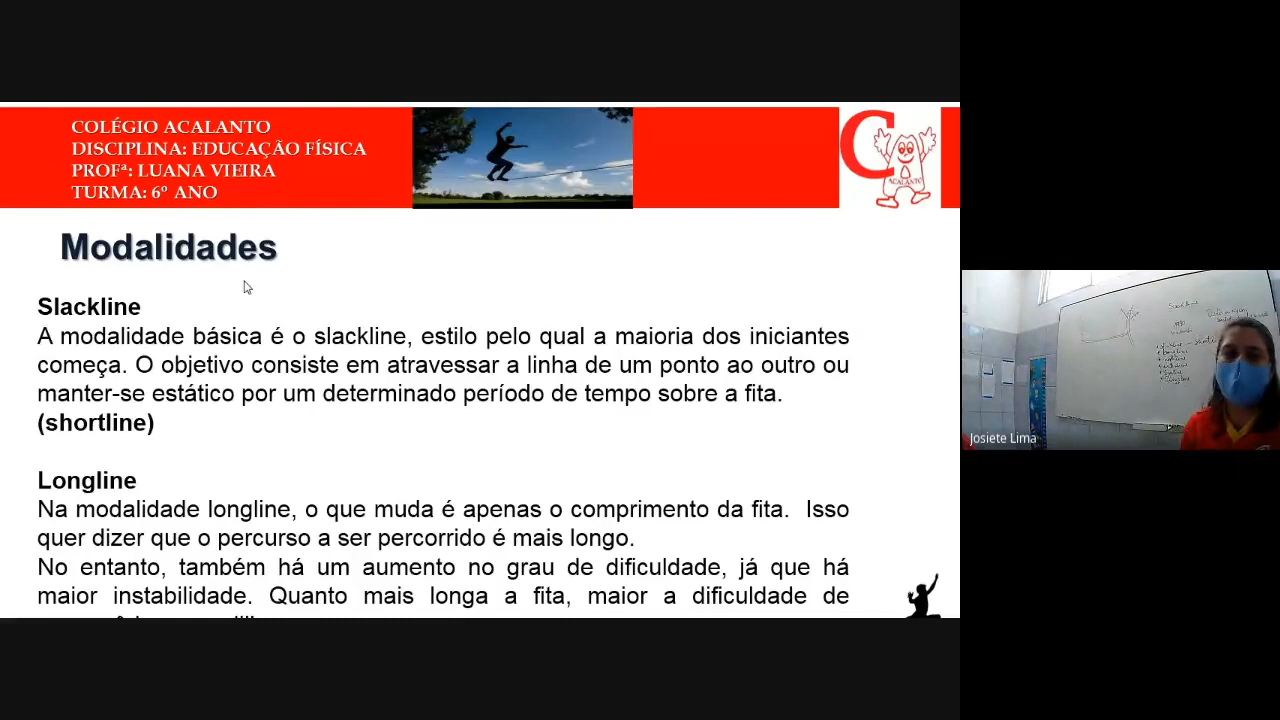 COLÉGIO ACALANTO
DISCIPLINA: EDUCAÇÃO FÍSICA
PROFª: LUANA VIEIRA
TURMA: 6º ANO
C
ACALANTO
Modalidades
Slackline
A modalidade básica é o slackline, estilo pelo qual a maioria dos iniciantes
começa. O objetivo consiste em atravessar a linha de um ponto ao outro ou
manter-se estático por um determinado período de tempo sobre a fita.
(shortline)
Longline
Na modalidade longline, o que muda é apenas o comprimento da fita. Isso
quer dizer que o percurso a ser percorrido é mais longo.
No entanto, também há um aumento no grau de dificuldade, já que há
maior instabilidade. Quanto mais longa a fita, maior a dificuldade de
Josiete Lima